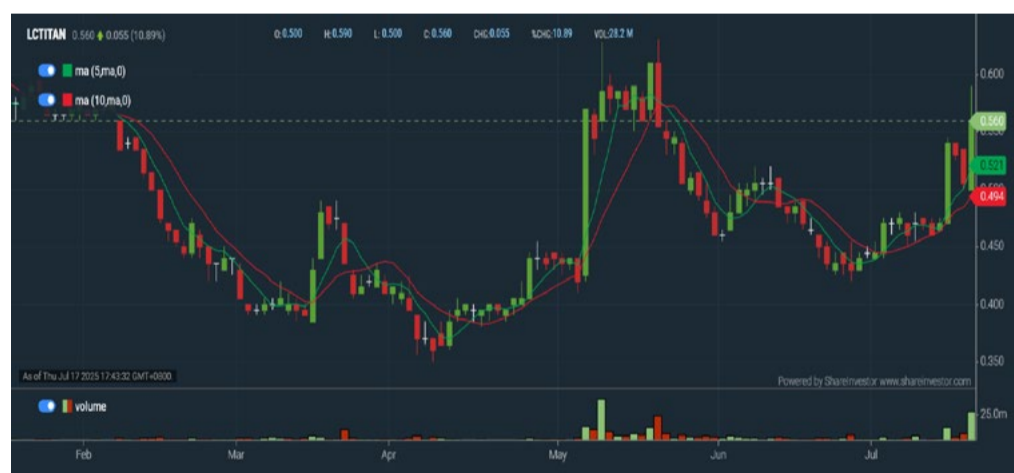 LCTITAN 0.560 0.055 (10.89%) O:0.500 H:0.590 L: 0.500 C: 0.560 CHG:0.055 %CHG:10.89 VOL:28.2 M
ma (5,ma,0)
ma (10,ma,0)
0.600
0.560
0.521
0.494
0.450
0.400
0.350
As of Thu Jul 17 2025 17:43:32 GMT+0800
Powered by ShareInvestor www.shareinvestor.com
volume
25.0m
Feb Mar Apr May Jun Jul